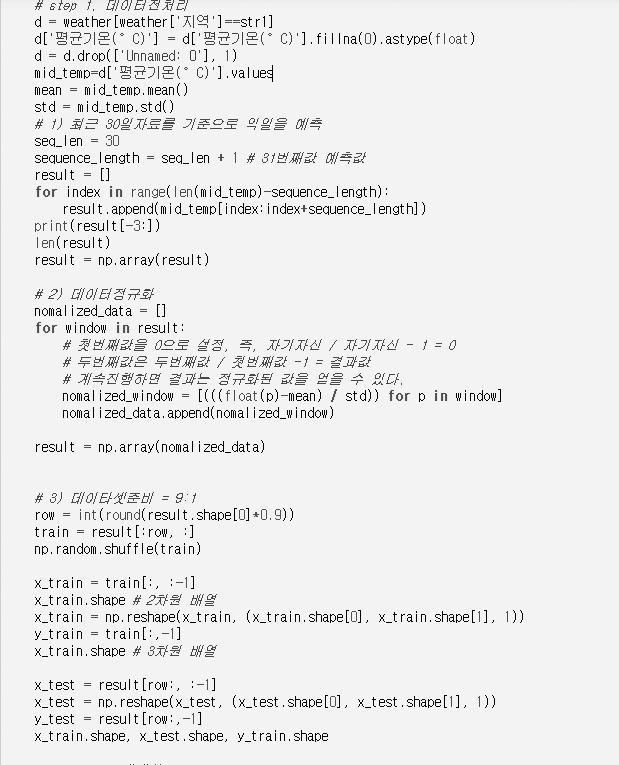 # step 1. 데이터전처리
d = weather[weather['지역']==str1]
d['평균기온(°C)'] = d['평균기온(°C)'].fillna(0).astype(float)
d = d.drop(['Unnamed: 0'], 1)
mid_temp=d['평균기온(°C)'].values
mean = mid_temp.mean()
std = mid_temp.std()
# 1) 최근 30일자료를 기준으로 익일을 예측
seq_len = 30
sequence_length = seq_len + 1 # 31번째값 예측값
result = []
for index in range(len(mid_temp)-sequence_length):
    result.append(mid_temp[index:index+sequence_length])
print(result[-3:])
len(result)
result = np.array(result)
# 2) 데이터정규화
nomalized_data = []
for window in result:
    # 첫번째값을 0으로 설정, 즉, 자기자신 / 자기자신 - 1 = 0
    # 두번째값은 두번째값 / 첫번째값 -1 = 결과값
    # 계속진행하면 결과는 정규화된 값을 얻을 수 있다.
    nomalized_window = [(((float(p)-mean) / std)) for p in window]
    nomalized_data.append(nomalized_window)
result = np.array(nomalized_data)
# 3) 데이타셋준비 = 9:1
row = int(round(result.shape[0]*0.9))
train = result[:row, :]
np.random.shuffle(train)
x_train = train[:, :-1]
x_train.shape # 2차원 배열
x_train = np.reshape(x_train, (x_train.shape[0], x_train.shape[1], 1))
y_train = train[:,-1]
x_train.shape # 3차원 배열
x_test = result[row:, :-1]
x_test = np.reshape(x_test, (x_test.shape[0], x_test.shape[1], 1))
y_test = result[row:,-1]
x_train.shape, x_test.shape, y_train.shape